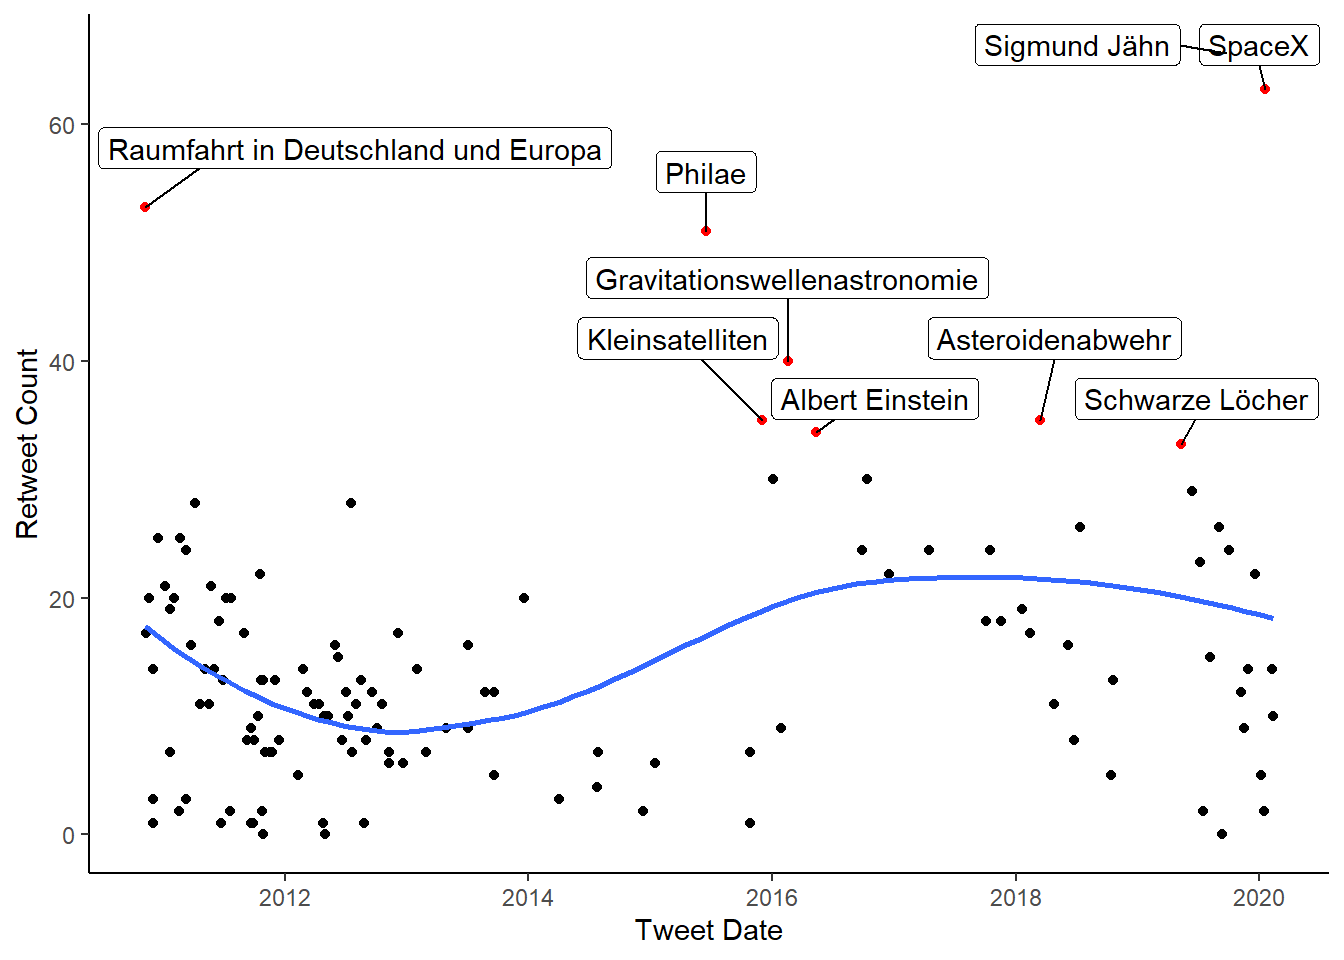 Sigmund Jähn
SpaceX
60
Raumfahrt in Deutschland und Europa
Philae
Gravitationswellenastronomie
Kleinsatelliten
Asteroidenabwehr
40
Albert Einstein
Schwarze Löcher
Retweet Count
20
0
2012
2014
2016
2018
2020
Tweet Date